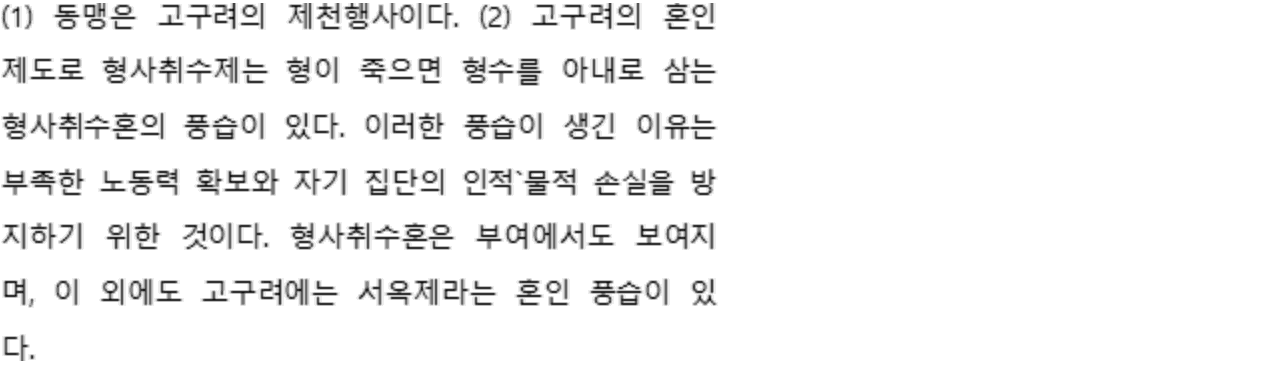 (1) 동맹은 고구려의 제천행사이다. (2) 고구려의 혼인
제도로 형사취수제는 형이 죽으면 형수를 아내로 삼는
형사취수혼의 풍습이 있다. 이러한 풍습이 생긴 이유는
부족한 노동력 확보와 자기 집단의 인적`물적 손실을 방
지하기 위한 것이다. 형사취수혼은 부여에서도 보여지
며, 이 외에도 고구려에는 서옥제라는 혼인 풍습이 있
다.